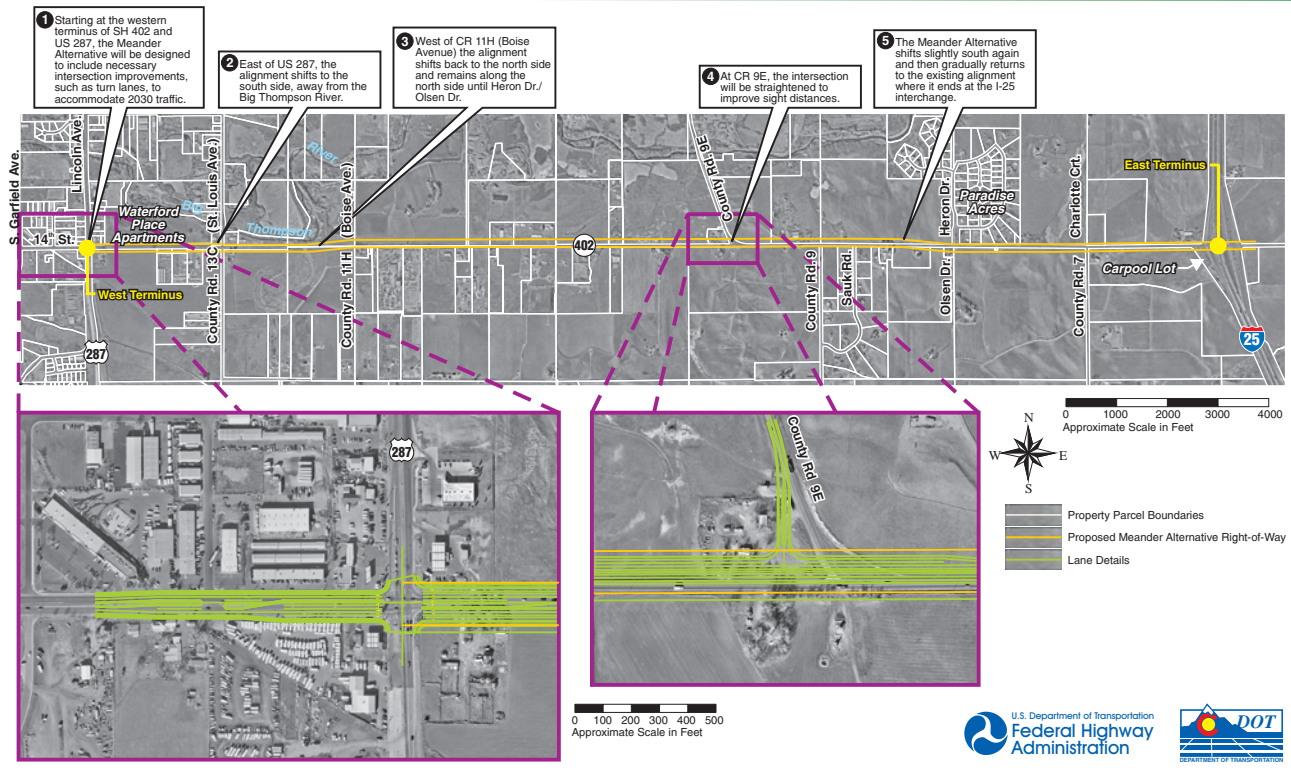 1 Starting at the western
terminus of SH 402 and
US 287, the Meander
Alternative will be designed
to include necessary
intersection improvements,
such as turn lanes, to
accommodate 2030 traffic.
2 East of US 287, the
alignment shifts to the
south side, away from the
Big Thompson River.
3 West of CR 11H (Boise
Avenue) the alignment
shifts back to the north side
and remains along the
north side until Heron Dr./
Olsen Dr.
4 At CR 9E, the intersection
will be straightened to
improve sight distances.
5 The Meander Alternative
shifts slightly south again
and then gradually returns
to the existing alignment
where it ends at the I-25
interchange.
S. Garfield Ave.
Lincoln Ave.
14th St.
Waterford
Place
Apartments
West Terminus
287
County Rd. 13C (St. Louis Ave.)
Big
Thompson
River
County Rd. 11H (Boise Ave.)
402
County Rd. 9E
County Rd. 9
Sauk Rd.
Olsen Dr.
Heron Dr.
Paradise
Acres
County Rd. 7
Charlotte Crt.
East Terminus
Carpool Lot
25
287
County Rd 9E
0 1000 2000 3000 4000
Approximate Scale in Feet
N
W E
S
Property Parcel Boundaries
Proposed Meander Alternative Right-of-Way
Lane Details
0 100 200 300 400 500
Approximate Scale in Feet
U.S. Department of Transportation
Federal Highway
Administration
C DOT
DEPARTMENT OF TRANSPORTATION